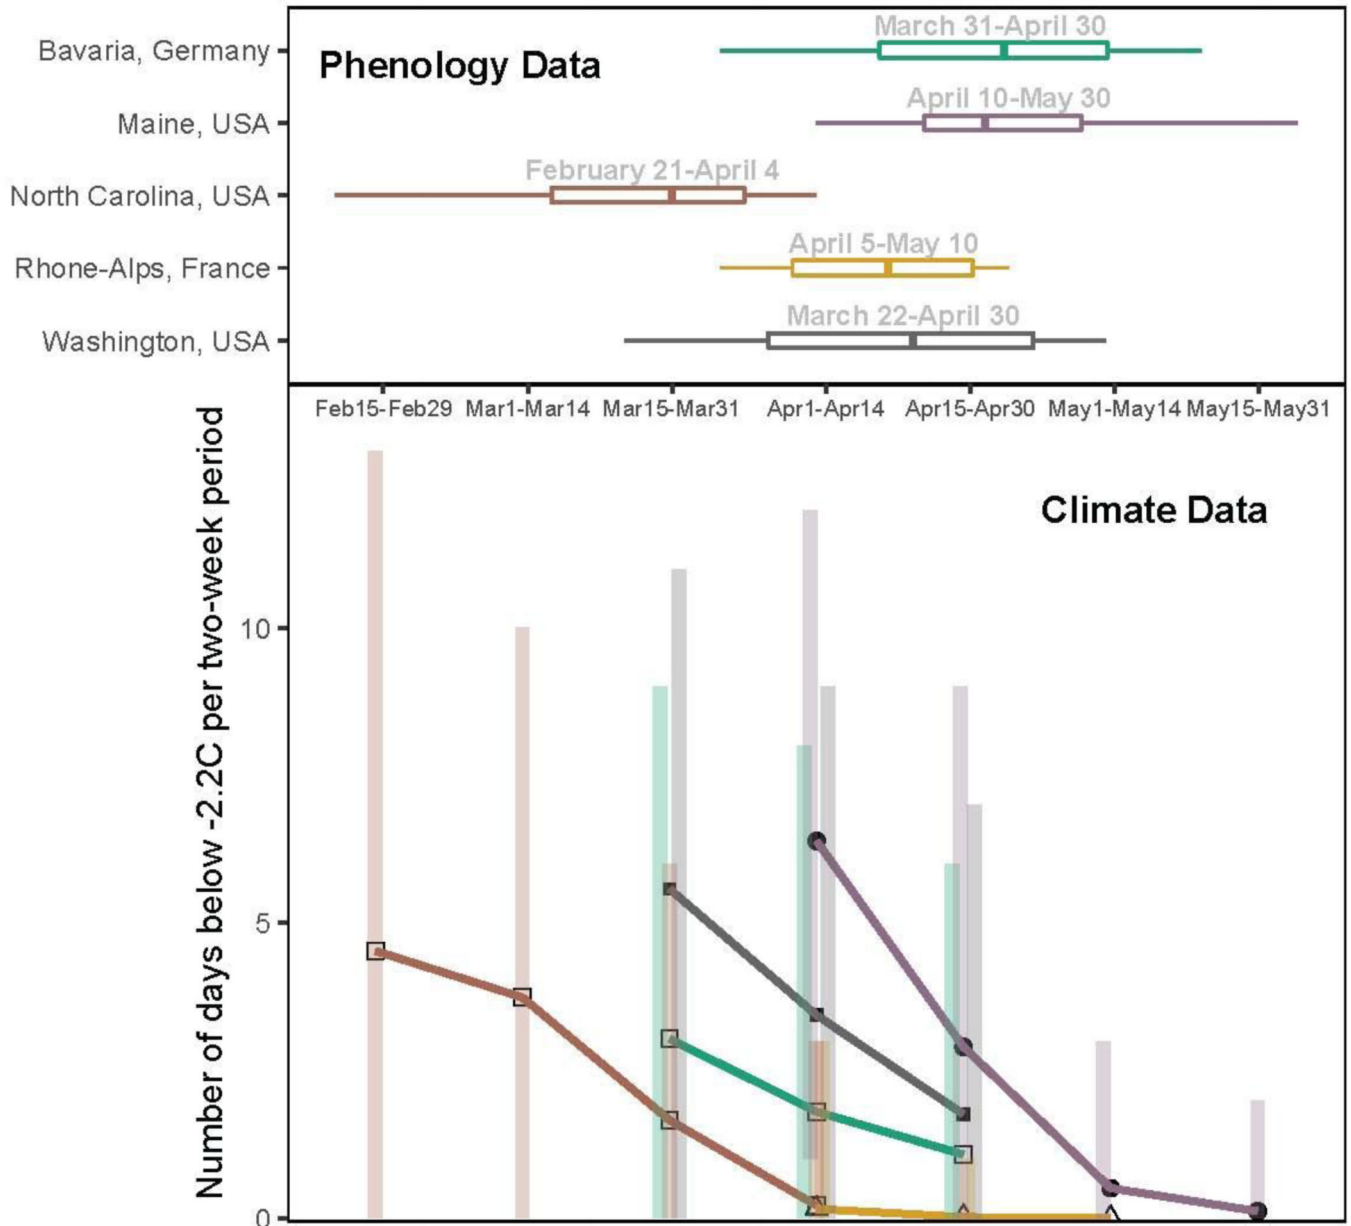 Bavaria, Germany
March 31-April 30
Phenology Data
Maine, USA
April 10-May 30
North Carolina, USA
February 21-April 4
Rhone-Alps, France
April 5-May 10
Washington, USA
March 22-April 30
Feb15-Feb29 Mar1-Mar14 Mar15-Mar31 Apr1-Apr14 Apr15-Apr30 May1-May14 May15-May31
Number of days below -2.2C per two-week period
Climate Data
10
5
0